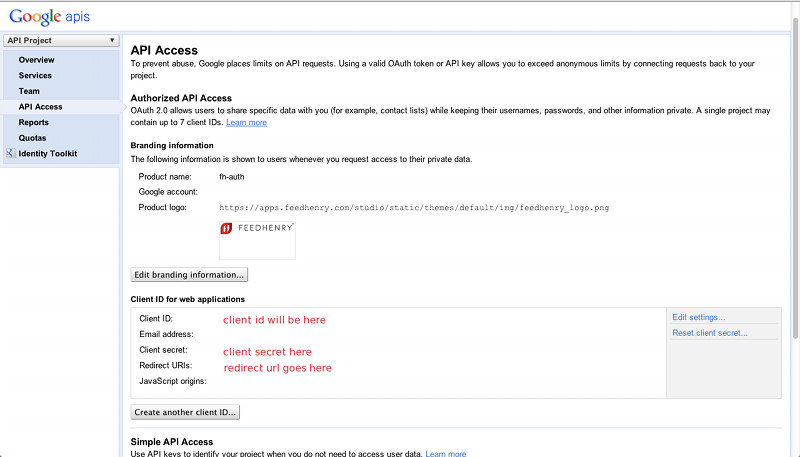 Google apis
API Project
Overview
Services
Team
API Access
Reports
Quotas
Identity Toolkit
API Access
To prevent abuse, Google places limits on API requests. Using a valid OAuth token or API key allows you to exceed anonymous limits by connecting requests back to your
project.
Authorized API Access
OAuth 2.0 allows users to share specific data with you (for example, contact lists) while keeping their usernames, passwords, and other information private. A single project may
contain up to 7 client IDs. Learn more
Branding information
The following information is shown to users whenever you request access to their private data.
Product name: fh-auth
Google account:
Product logo: https://apps.feedhenry.com/studio/static/themes/default/img/feedhenry_logo.png
FEEDHENRY
Edit branding information...
Client ID for web applications
Client ID: client id will be here
Email address:
Client secret: client secret here
Redirect URIs: redirect url goes here
JavaScript origins:
Edit settings...
Reset client secret...
Create another client ID...
Simple API Access
Use API keys to identify your project when you do not need to access user data. Learn more